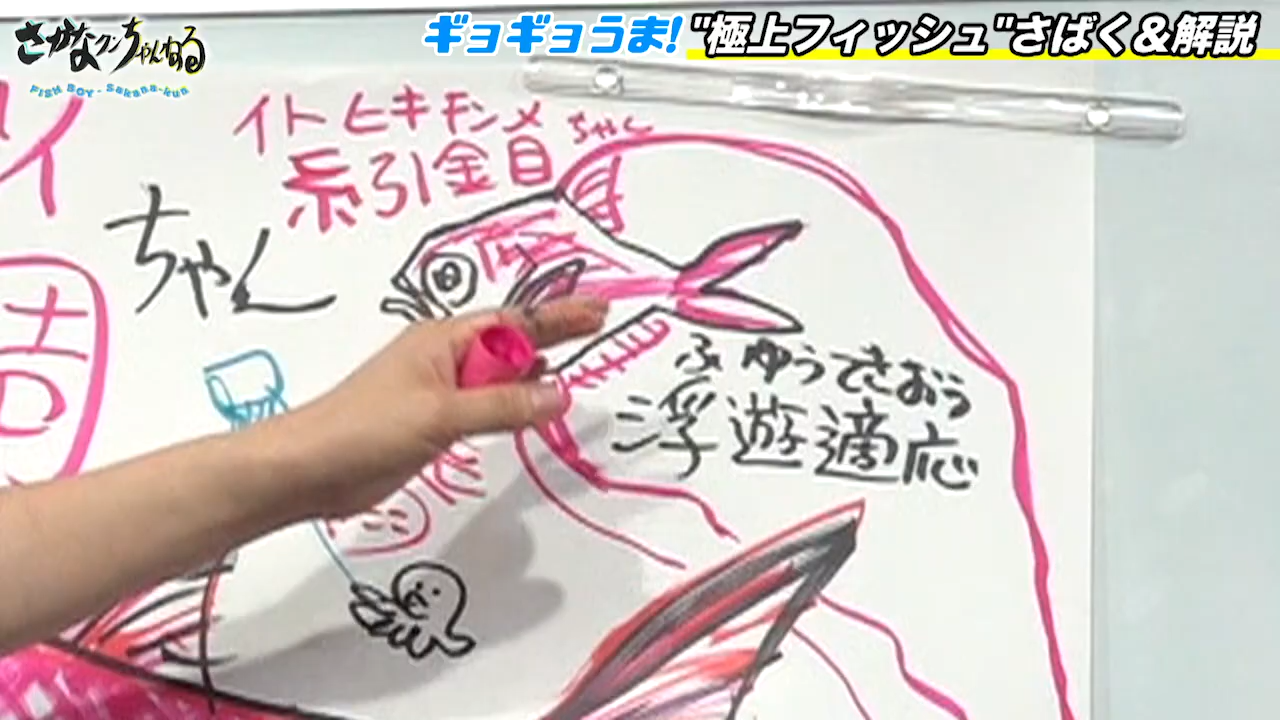 さかなクンちゃんねる
FISH BOY - Sakana-kun
ギョギョうま!"極上フィッシュ"さばく&解説
イトヒキキンメ
糸引金目
ちゃん
ちゃん
ふゆうてきおう
浮遊適応